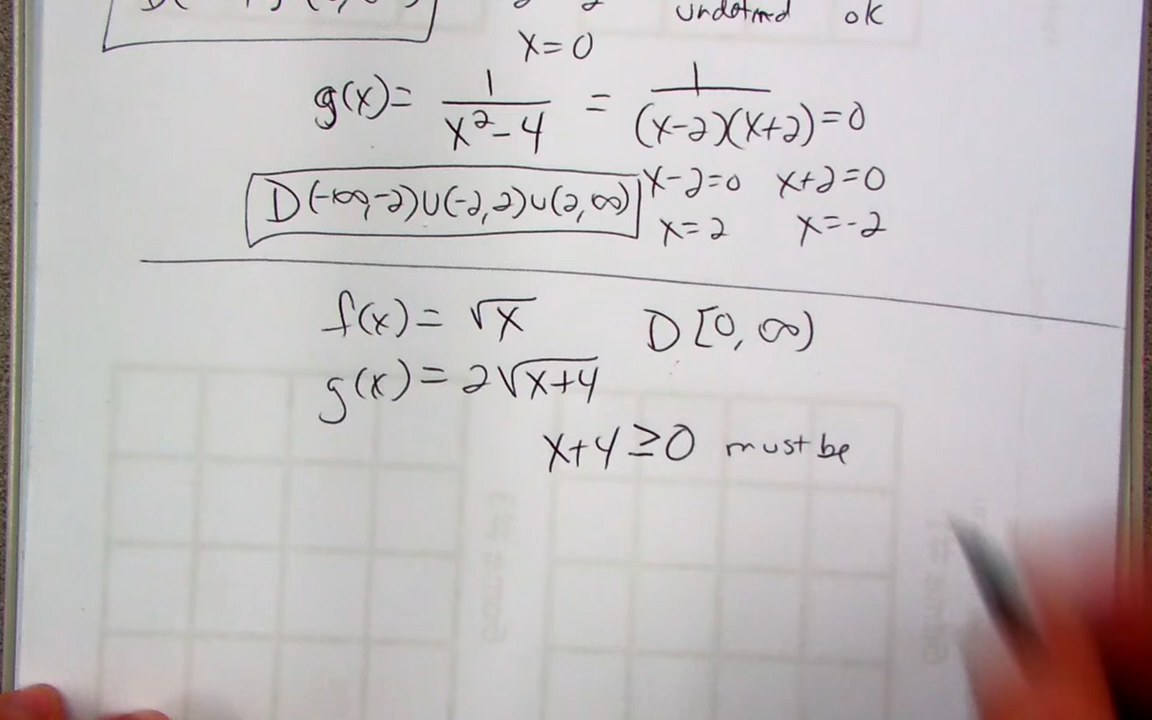 undefined ok
x=0
g(x)= 1/(x²-4) = 1/((x-2)(x+2))=0
D(-∞,-2)∪(-2,2)∪(2,∞) x-2=0 x+2=0
x=2 x=-2
f(x)= √x D [0,∞)
g(x)= 2√(x+4)
x+4≥0 must be